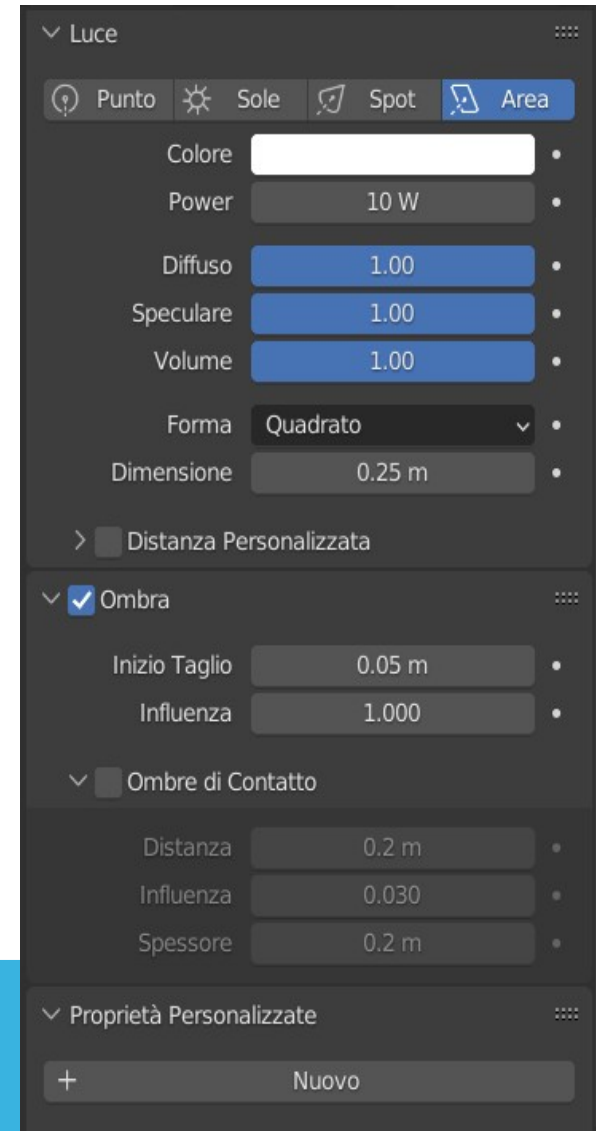 Luce
Punto Sole Spot Area
Colore
Power 10 W
Diffuso 1.00
Speculare 1.00
Volume 1.00
Forma Quadrato
Dimensione 0.25 m
Distanza Personalizzata
Ombra
Inizio Taglio 0.05 m
Influenza 1.000
Ombre di Contatto
Distanza 0.2 m
Influenza 0.030
Spessore 0.2 m
Proprietà Personalizzate
+ Nuovo